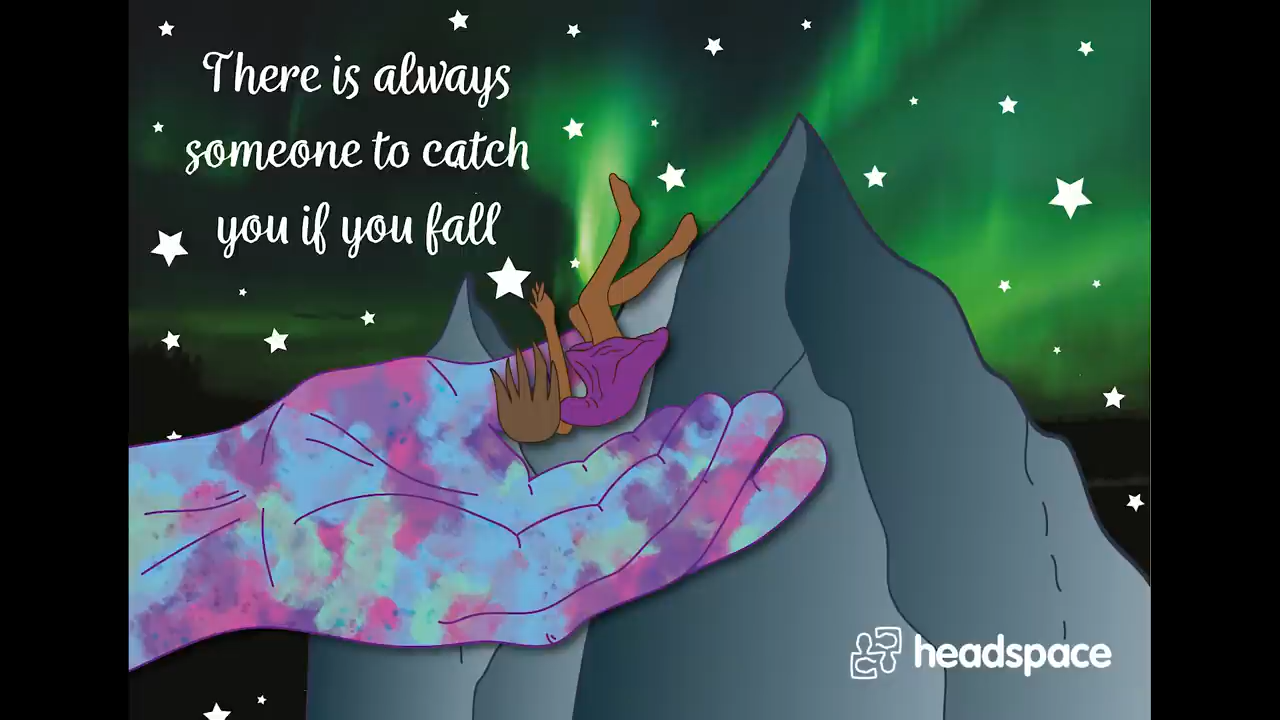 There is always
someone to catch
you if you fall
headspace